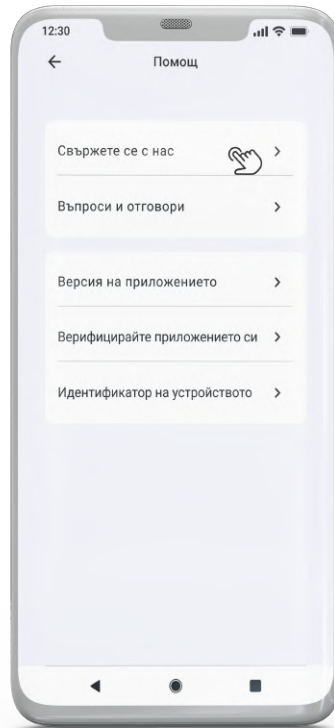 12:30
Помощ
Свържете се с нас
Въпроси и отговори
Версия на приложението
Верифицирайте приложението си
Идентификатор на устройството